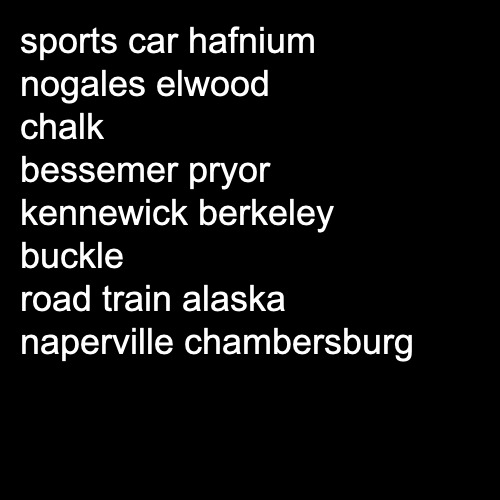 sports car hafnium
nogales elwood
chalk
bessemer pryor
kennewick berkeley
buckle
road train alaska
naperville chambersburg